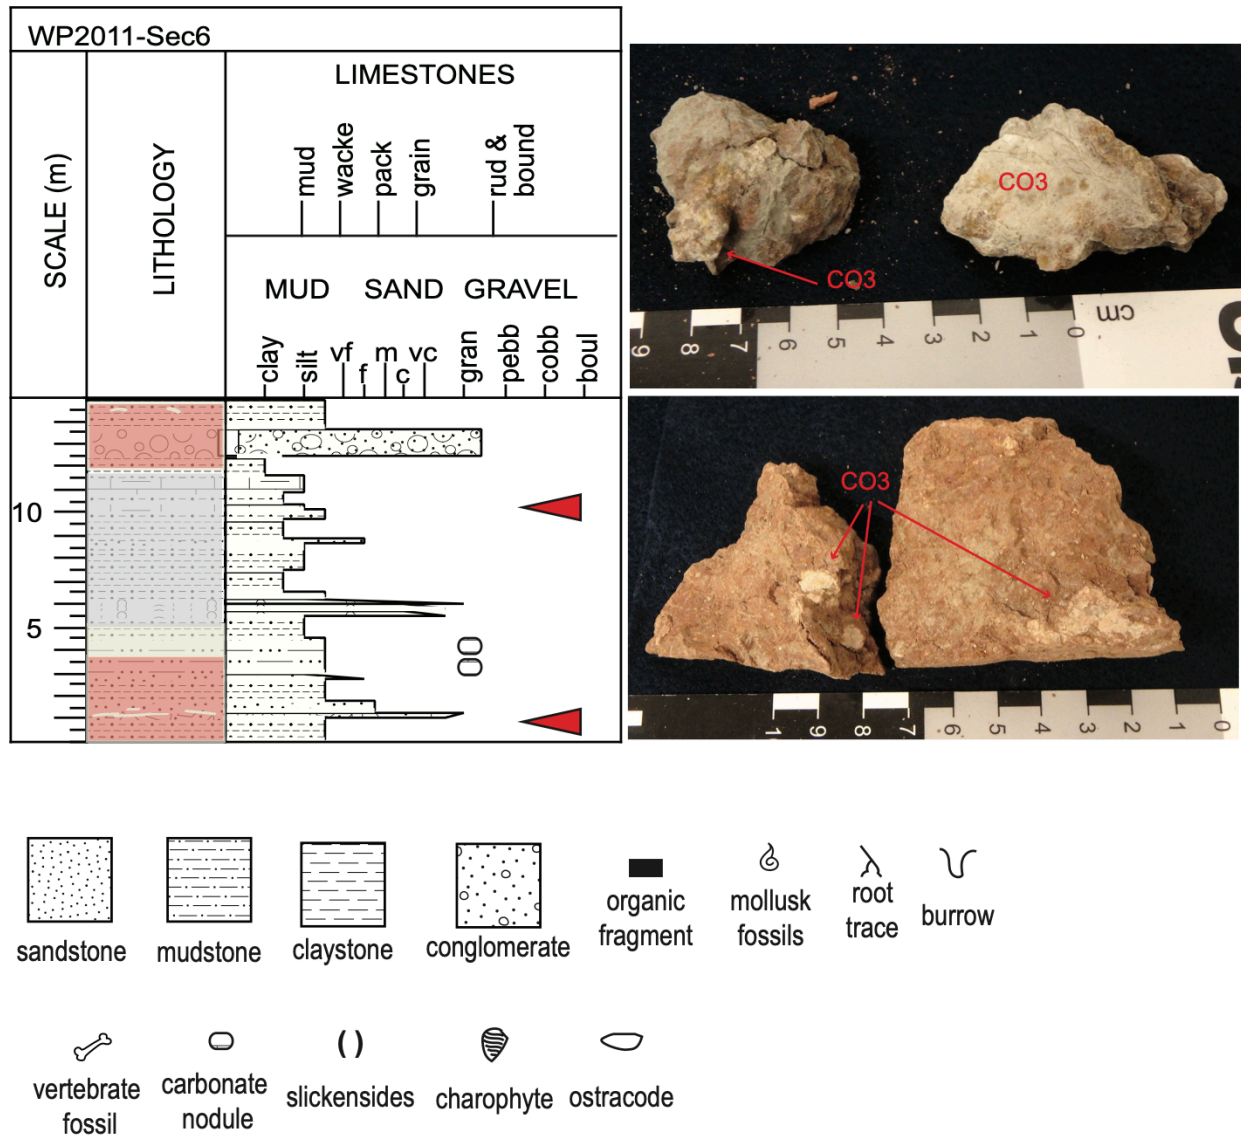 WP2011-Sec6
SCALE (m)
LITHOLOGY
LIMESTONES
mud
wacke
pack
grain
rud &
bound
MUD SAND GRAVEL
clay
silt
vf
f
m
c
vc
gran
pebb
cobb
boul
10
5
CO3
CO3
9 8 7 6 5 4 3 2 1 0 cm
CO3
10 9 8 7 6 5 4 3 2 1 0
sandstone
mudstone
claystone
conglomerate
organic
fragment
mollusk
fossils
root
trace
burrow
vertebrate
fossil
carbonate
nodule
slickensides
charophyte
ostracode